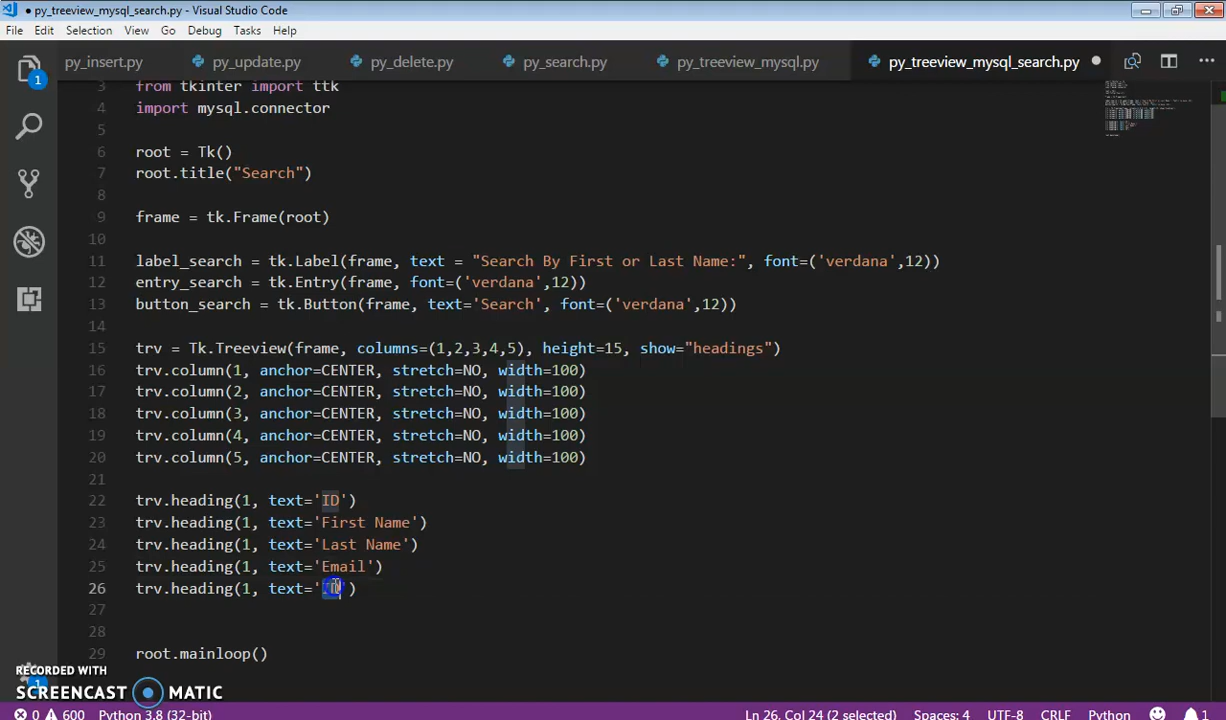 ● py_treeview_mysql_search.py - Visual Studio Code
File Edit Selection View Go Debug Tasks Help
py_insert.py py_update.py py_delete.py py_search.py py_treeview_mysql.py py_treeview_mysql_search.py
3 from tkinter import ttk
4 import mysql.connector
5
6 root = Tk()
7 root.title("Search")
8
9 frame = tk.Frame(root)
10
11 label_search = tk.Label(frame, text = "Search By First or Last Name:", font=('verdana',12))
12 entry_search = tk.Entry(frame, font=('verdana',12))
13 button_search = tk.Button(frame, text='Search', font=('verdana',12))
14
15 trv = Tk.Treeview(frame, columns=(1,2,3,4,5), height=15, show="headings")
16 trv.column(1, anchor=CENTER, stretch=NO, width=100)
17 trv.column(2, anchor=CENTER, stretch=NO, width=100)
18 trv.column(3, anchor=CENTER, stretch=NO, width=100)
19 trv.column(4, anchor=CENTER, stretch=NO, width=100)
20 trv.column(5, anchor=CENTER, stretch=NO, width=100)
21
22 trv.heading(1, text='ID')
23 trv.heading(1, text='First Name')
24 trv.heading(1, text='Last Name')
25 trv.heading(1, text='Email')
26 trv.heading(1, text='ID')
27
28
29 root.mainloop()
1
1
RECORDED WITH
SCREENCAST MATIC
0 600 Python 3.8 (32-bit) Ln 26, Col 24 (2 selected) Spaces: 4 UTF-8 CRLF Python 1